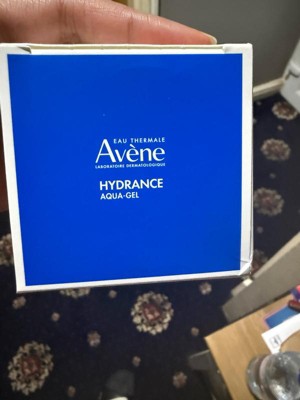 EAU THERMALE
Avène
LABORATOIRE DERMATOLOGIQUE
HYDRANCE
AQUA-GEL